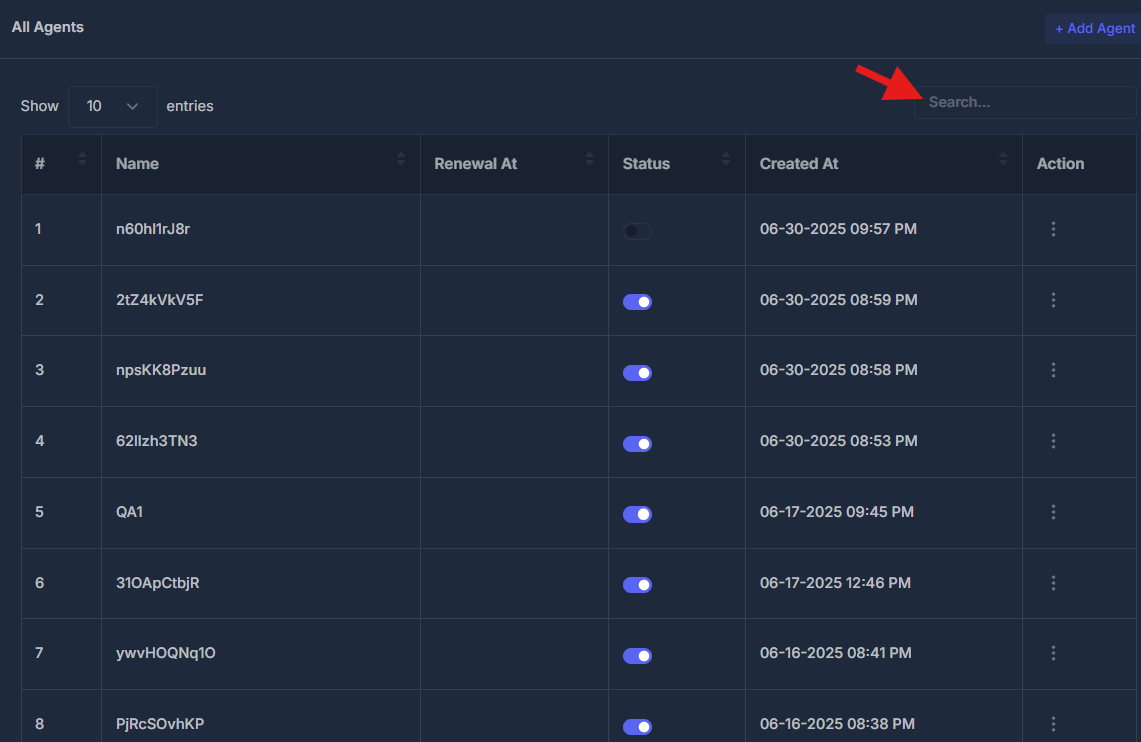 All Agents
+ Add Agent
Show 10 entries
Search...
# Name Renewal At Status Created At Action
1 n60hl1rJ8r 06-30-2025 09:57 PM
2 2tZ4kVkV5F 06-30-2025 08:59 PM
3 npsKK8Pzuu 06-30-2025 08:58 PM
4 62IIzh3TN3 06-30-2025 08:53 PM
5 QA1 06-17-2025 09:45 PM
6 31OApCtbjR 06-17-2025 12:46 PM
7 ywvHOQNq1O 06-16-2025 08:41 PM
8 PjRcSOvhKP 06-16-2025 08:38 PM